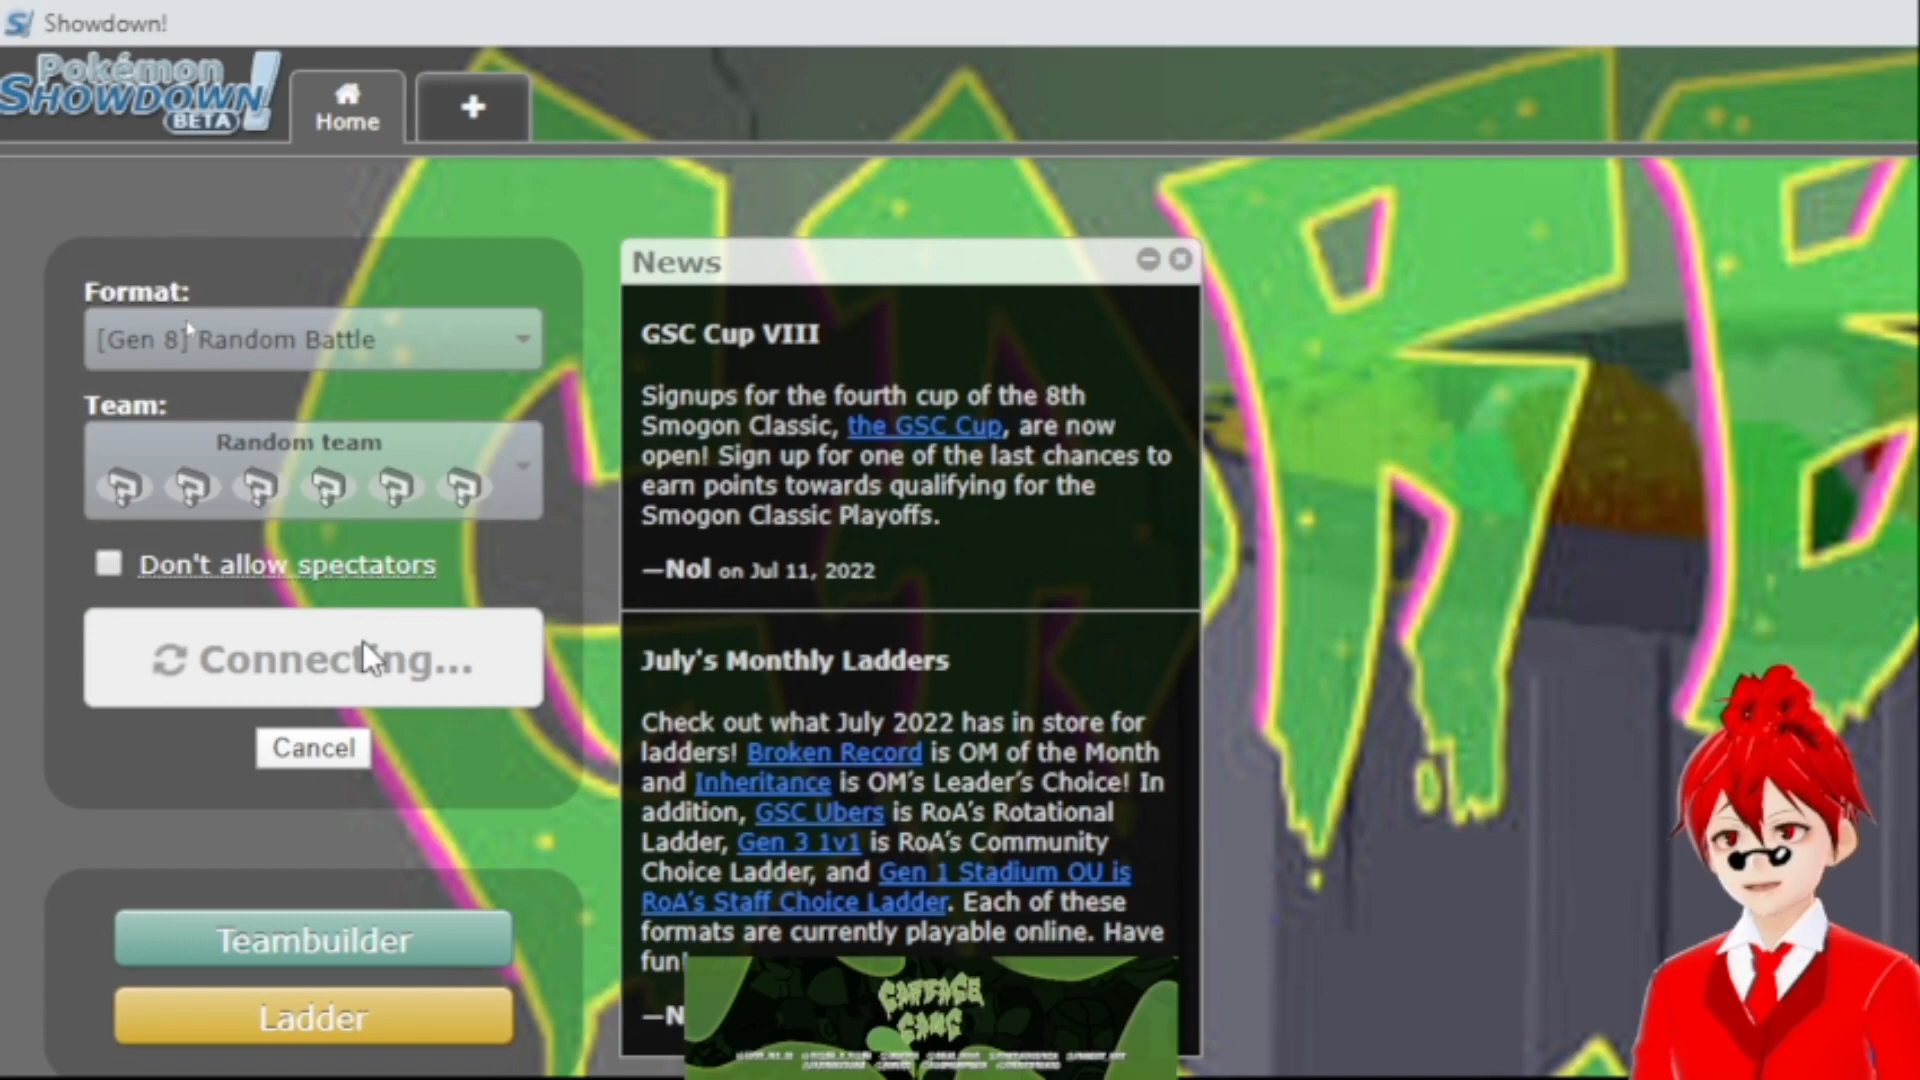 Showdown!
Pokémon
SHOWDOWN!
BETA
Home
Format:
[Gen 8] Random Battle
Team:
Random team
Don't allow spectators
Connecting...
Cancel
Teambuilder
Ladder
News
GSC Cup VIII
Signups for the fourth cup of the 8th
Smogon Classic, the GSC Cup, are now
open! Sign up for one of the last chances to
earn points towards qualifying for the
Smogon Classic Playoffs.
—Nol on Jul 11, 2022
July's Monthly Ladders
Check out what July 2022 has in store for
ladders! Broken Record is OM of the Month
and Inheritance is OM's Leader's Choice! In
addition, GSC Ubers is RoA's Rotational
Ladder, Gen 3 1v1 is RoA's Community
Choice Ladder, and Gen 1 Stadium OU is
RoA's Staff Choice Ladder. Each of these
formats are currently playable online. Have
fun!
—N
GARBAGE
GANG